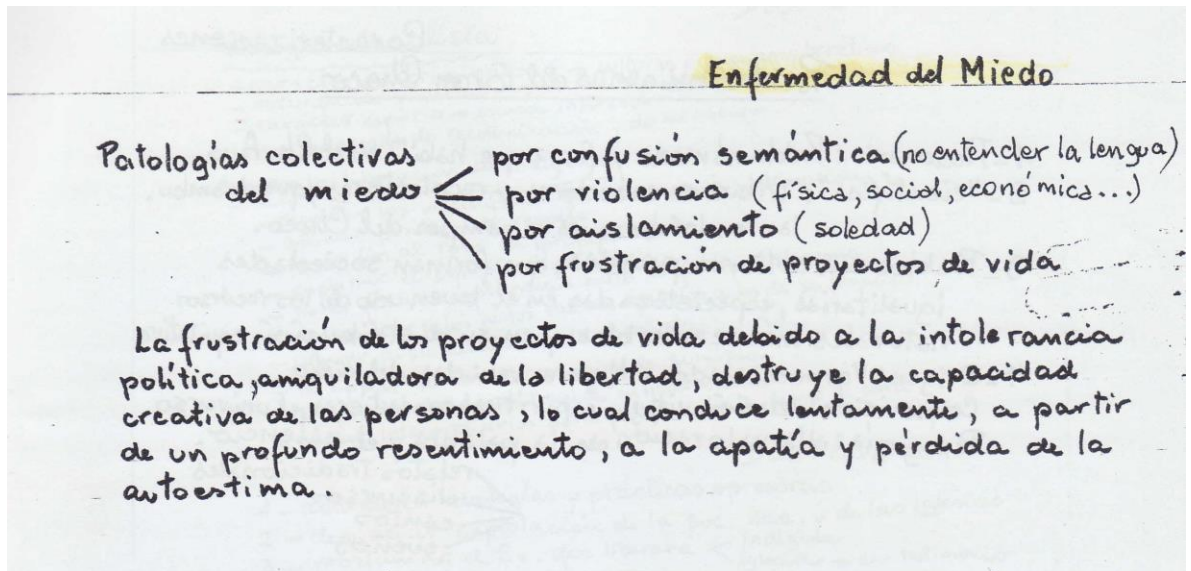 Enfermedad del Miedo
Patologías colectivas por confusión semántica (no entender la lengua)
del miedo por violencia (física, social, económica...)
por aislamiento (soledad)
por frustración de proyectos de vida
La frustración de los proyectos de vida debido a la intolerancia
política, aniquiladora de la libertad, destruye la capacidad
creativa de las personas, lo cual conduce lentamente, a partir
de un profundo resentimiento, a la apatía y pérdida de la
autoestima.